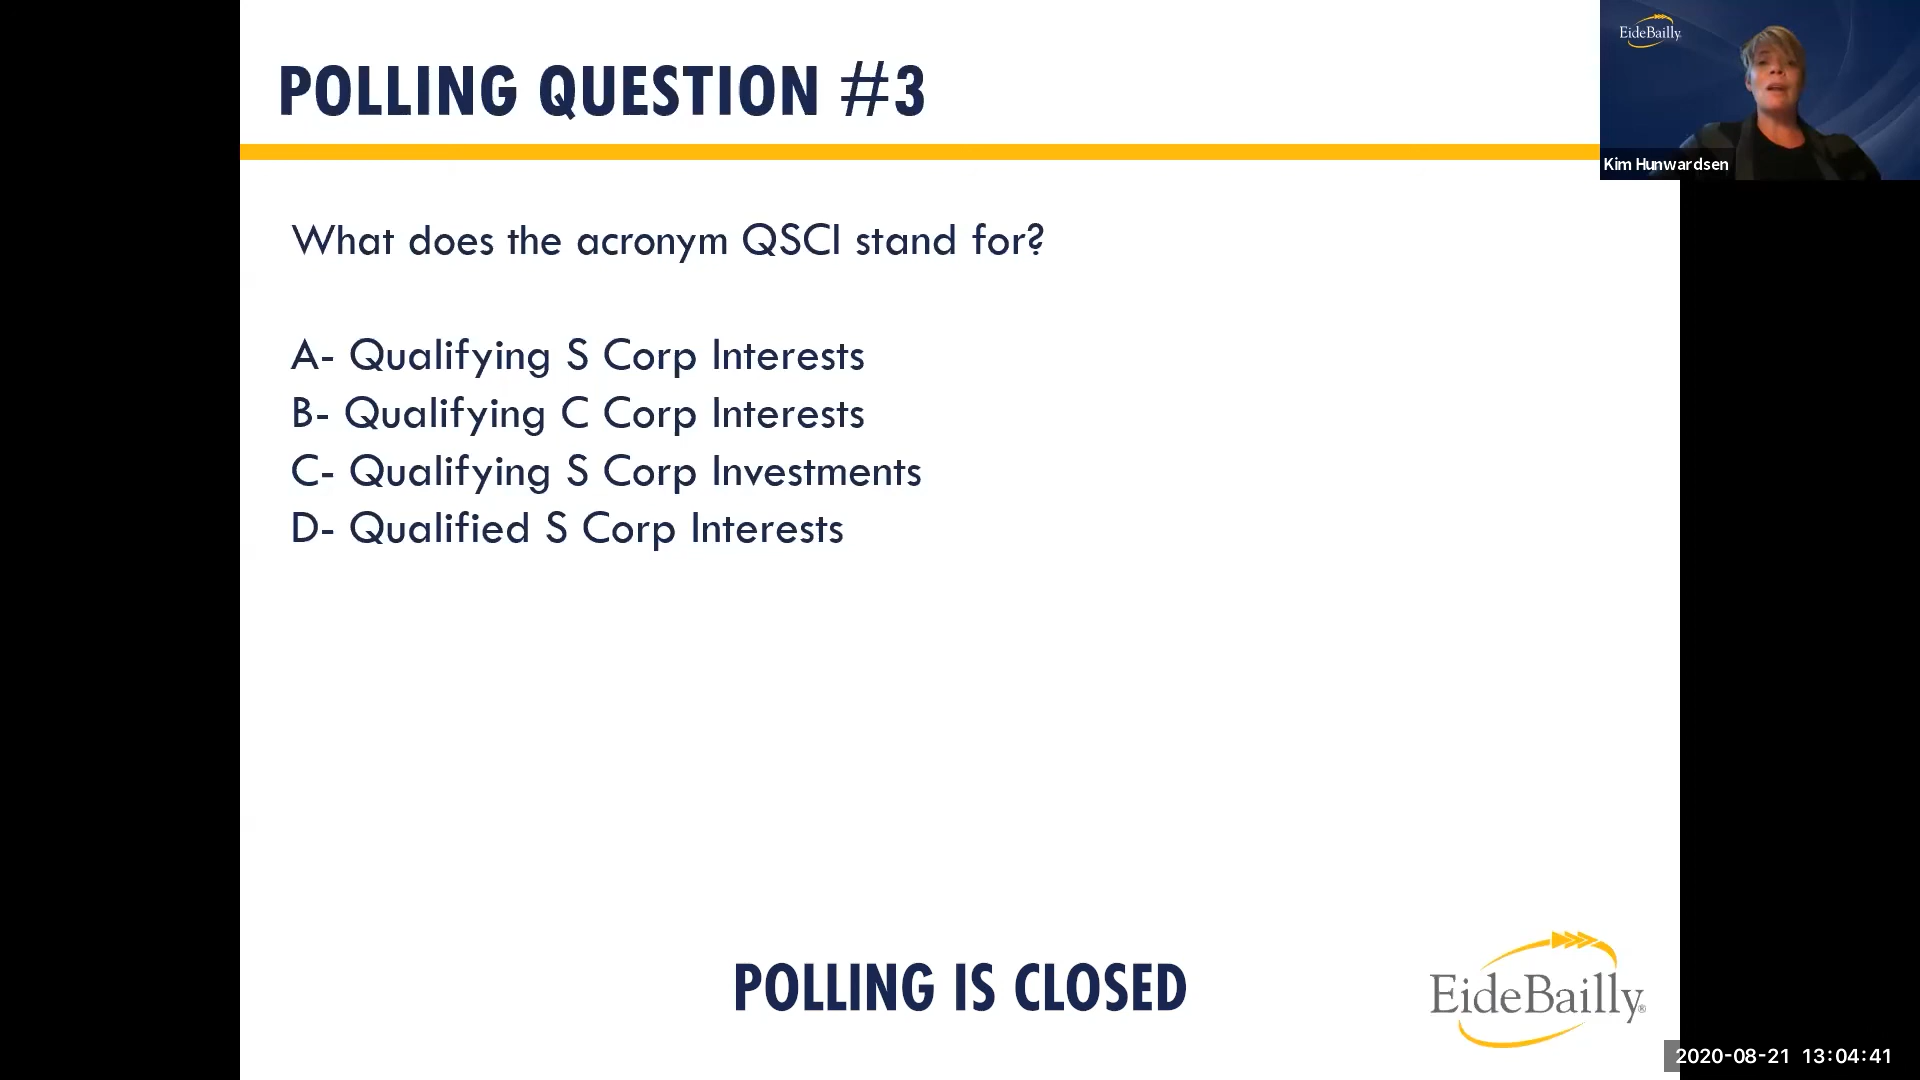 POLLING QUESTION #3
EideBailly
Kim Hunwardsen
What does the acronym QSCI stand for?
A- Qualifying S Corp Interests
B- Qualifying C Corp Interests
C- Qualifying S Corp Investments
D- Qualified S Corp Interests
POLLING IS CLOSED
EideBailly®
2020-08-21 13:04:41